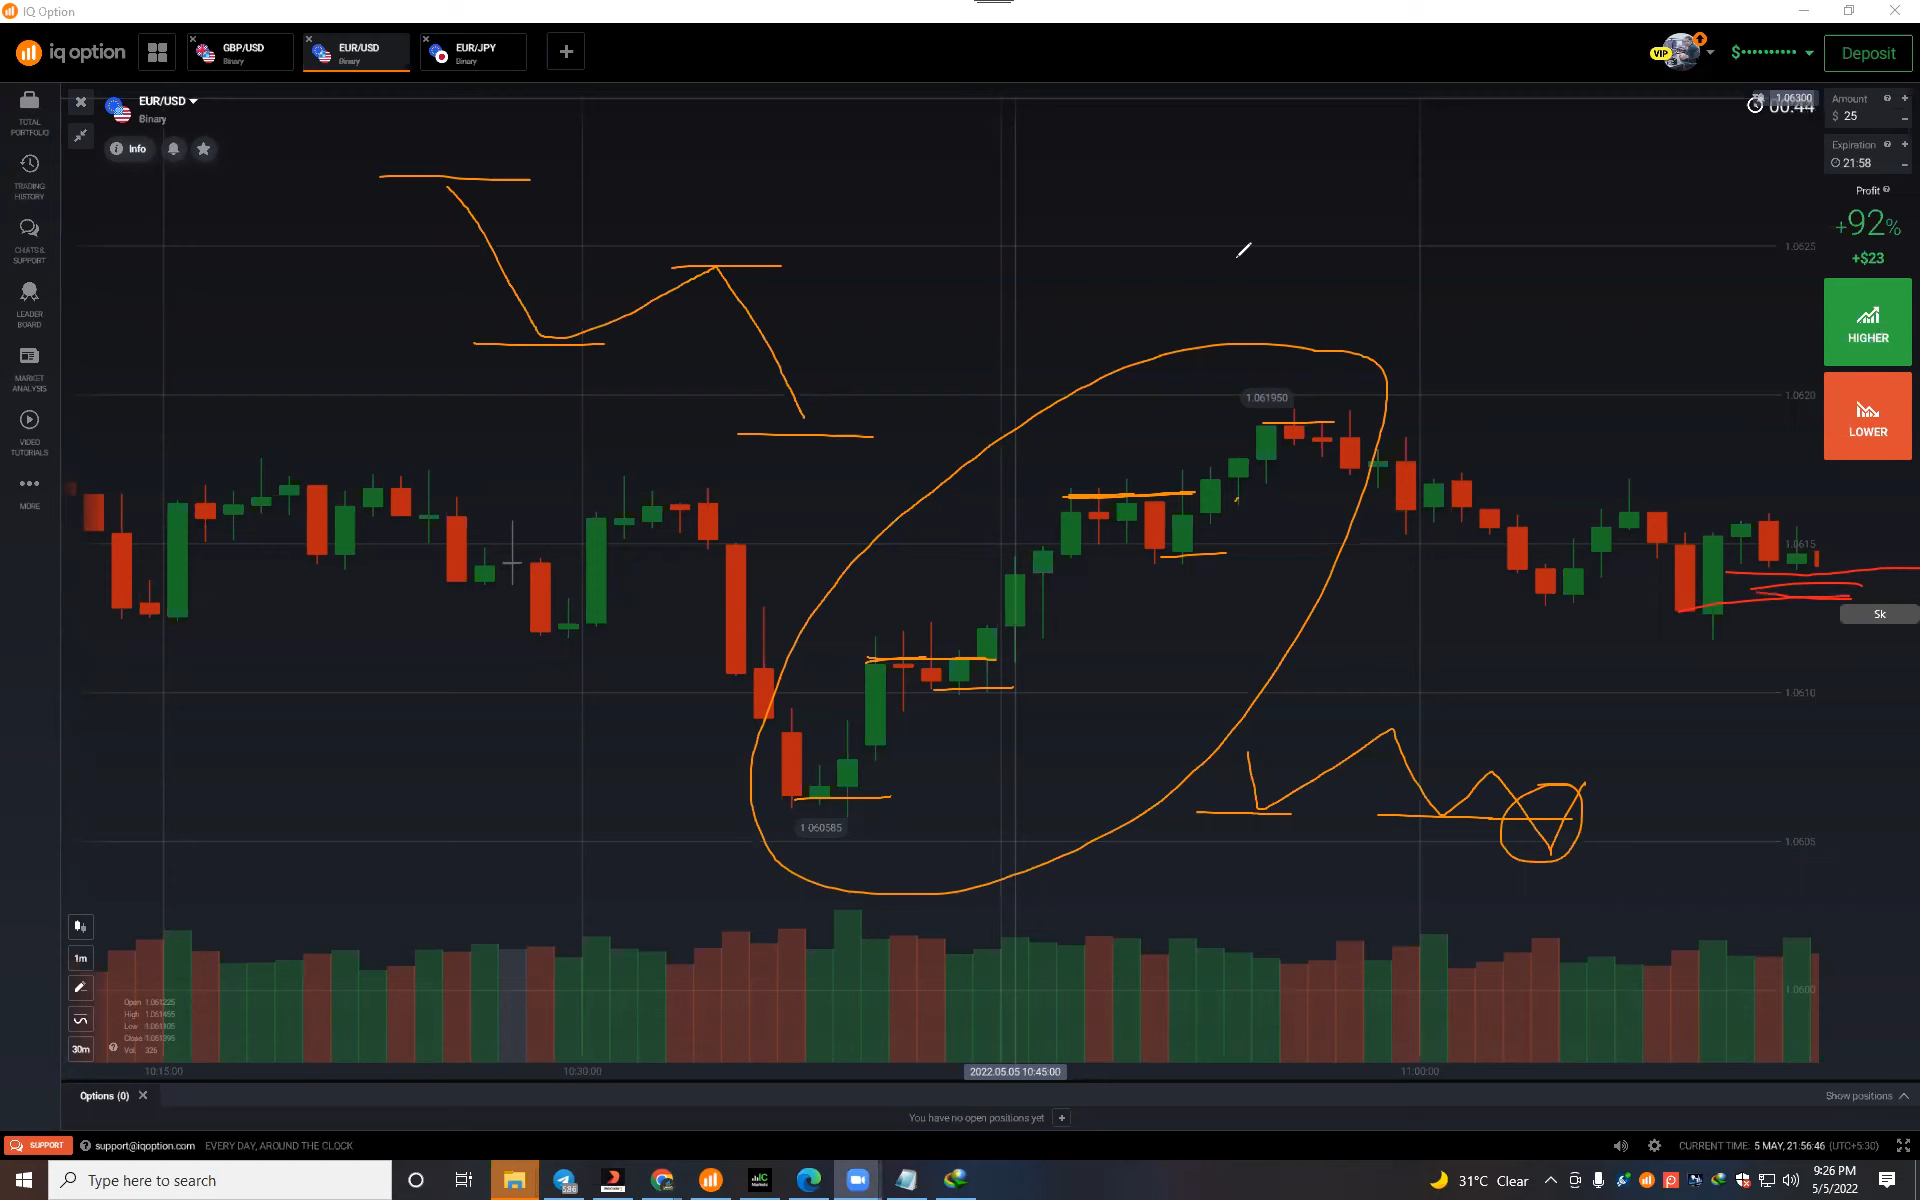 IQ Option
iq option
GBP/USD
Binary
EUR/USD
Binary
EUR/JPY
Binary
VIP
$••••••••••
Deposit
TOTAL PORTFOLIO
TRADING HISTORY
CHATS & SUPPORT
LEADER BOARD
MARKET ANALYSIS
VIDEO TUTORIALS
MORE
EUR/USD
Binary
Info
1.06300
00:44
Amount
$ 25
Expiration
21:58
Profit
+92%
+$23
HIGHER
LOWER
1.0625
1.0620
1.0615
1.0610
1.0605
1.0600
1.061950
1.060585
Sk
1m
30m
Open 1.061225
High 1.061455
Low 1.061105
Close 1.061395
Vol. 326
10:15:00
10:30:00
2022.05.05 10:45:00
11:00:00
Options (0)
Show positions
You have no open positions yet
SUPPORT
support@iqoption.com
EVERY DAY, AROUND THE CLOCK
CURRENT TIME: 5 MAY, 21:56:46 (UTC+5:30)
Type here to search
31°C Clear
9:26 PM
5/5/2022